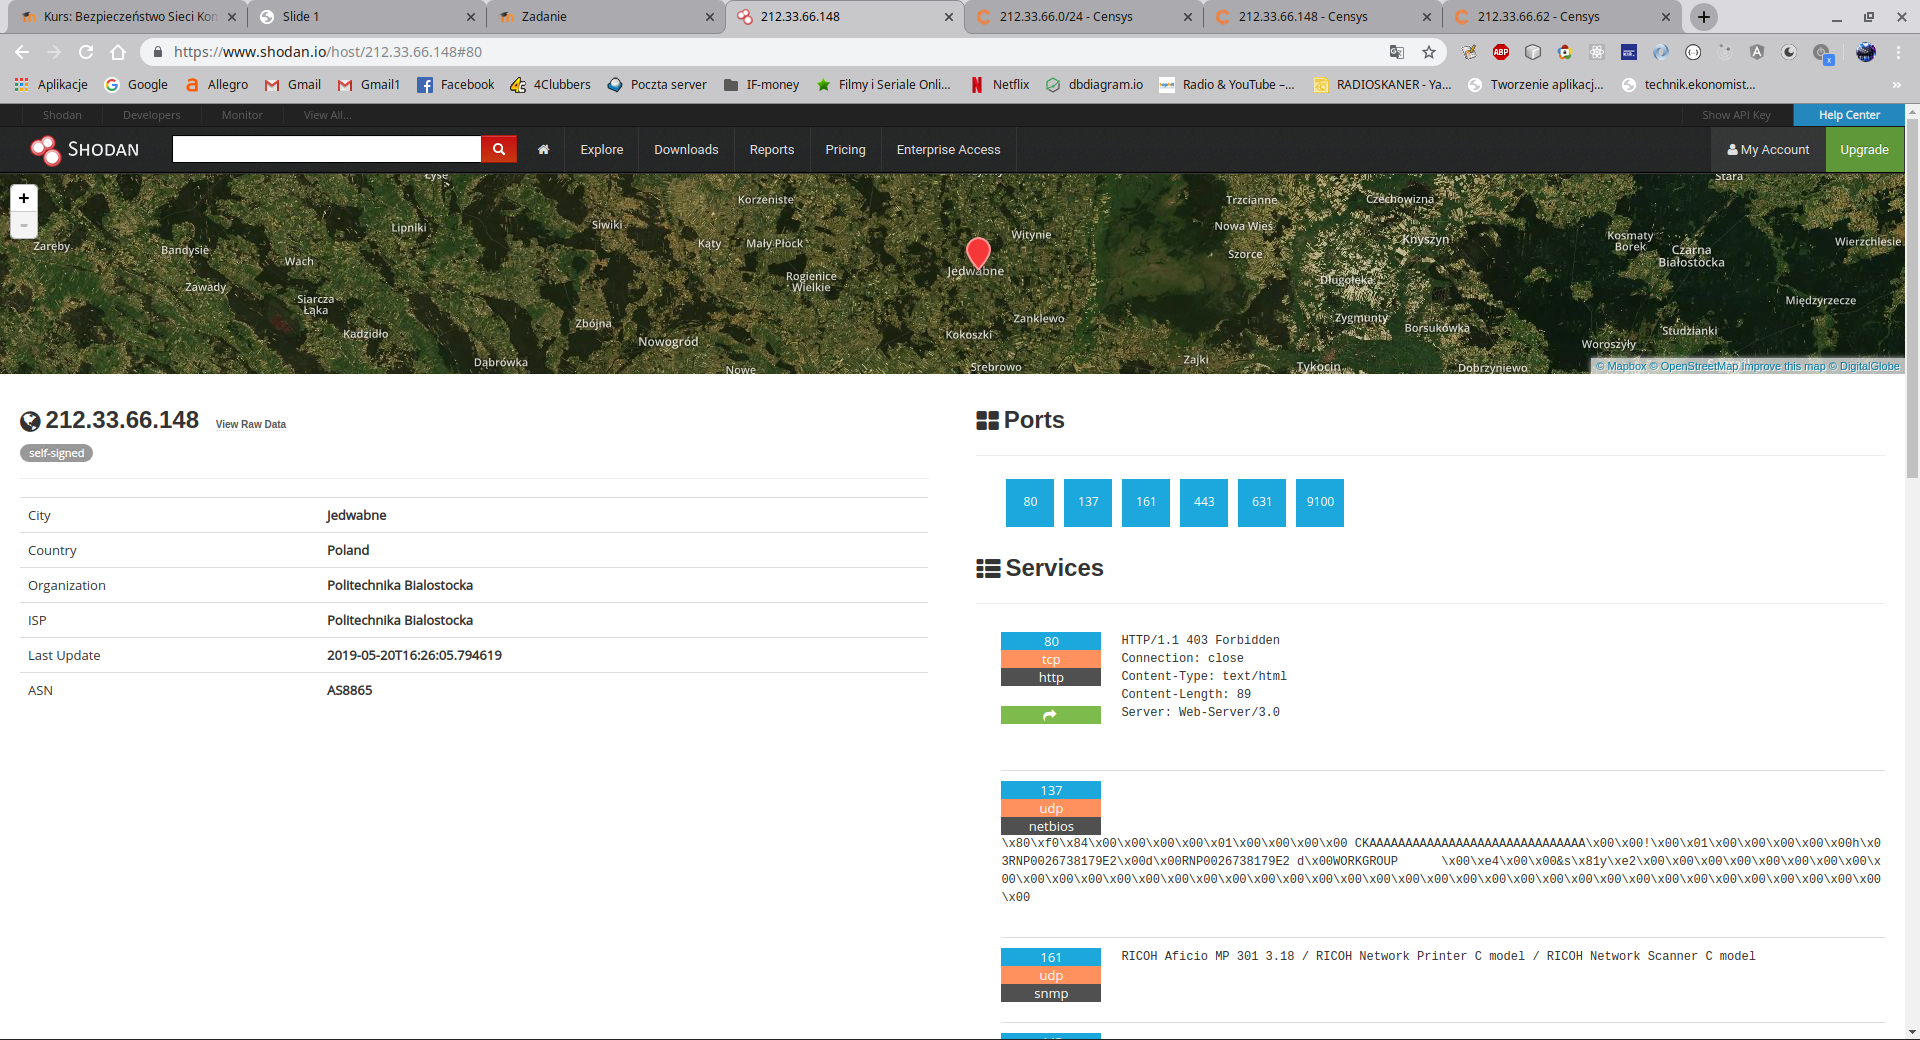 Kurs: Bezpieczeństwo Sieci Kom
Slide 1
Zadanie
212.33.66.148
212.33.66.0/24 - Censys
212.33.66.148 - Censys
212.33.66.62 - Censys
https://www.shodan.io/host/212.33.66.148#80
ABP
x
Aplikacje
Google
Allegro
Gmail
Gmail1
Facebook
4Clubbers
Poczta server
IF-money
Filmy i Seriale Onli...
Netflix
dbdiagram.io
Radio & YouTube –...
RADIOSKANER - Ya...
Tworzenie aplikacj...
technik.ekonomist...
»
Shodan
Developers
Monitor
View All...
Show API Key
Help Center
SHODAN
Explore
Downloads
Reports
Pricing
Enterprise Access
My Account
Upgrade
+
-
Łyse
Korzeniste
Trzcianne
Czechowizna
Stara
Lipniki
Siwiki
Kąty
Mały Płock
Witynie
Nowa Wieś
Knyszyn
Kosmaty
Borek
Czarna
Białostocka
Wierzchlesie
Zaręby
Bandysie
Wach
Szorce
Zawady
Rogienice
Wielkie
Jedwabne
Długołęka
Siarcza
Łąka
Międzyrzecze
Kadzidło
Zbójna
Zanklewo
Zygmunty
Borsukówka
Studzianki
Nowogród
Kokoszki
Woroszyły
Dąbrówka
Nowe
Srebrowo
Zajki
Tykocin
Dobrzyniewo
© Mapbox © OpenStreetMap Improve this map © DigitalGlobe
212.33.66.148
View Raw Data
self-signed
City
Jedwabne
Country
Poland
Organization
Politechnika Bialostocka
ISP
Politechnika Bialostocka
Last Update
2019-05-20T16:26:05.794619
ASN
AS8865
Ports
80
137
161
443
631
9100
Services
80
tcp
http
HTTP/1.1 403 Forbidden
Connection: close
Content-Type: text/html
Content-Length: 89
Server: Web-Server/3.0
137
udp
netbios
\x80\xf0\x84\x00\x00\x00\x00\x01\x00\x00\x00\x00 CKAAAAAAAAAAAAAAAAAAAAAAAAAAAAAA\x00\x00!\x00\x01\x00\x00\x00\x00\x00h\x0
3RNP0026738179E2\x00d\x00RNP0026738179E2 d\x00WORKGROUP      \x00\xe4\x00\x00&s\x81y\xe2\x00\x00\x00\x00\x00\x00\x00\x00\x
00\x00\x00\x00\x00\x00\x00\x00\x00\x00\x00\x00\x00\x00\x00\x00\x00\x00\x00\x00\x00\x00\x00\x00\x00\x00\x00\x00\x00\x00\x00
\x00
161
udp
snmp
RICOH Aficio MP 301 3.18 / RICOH Network Printer C model / RICOH Network Scanner C model